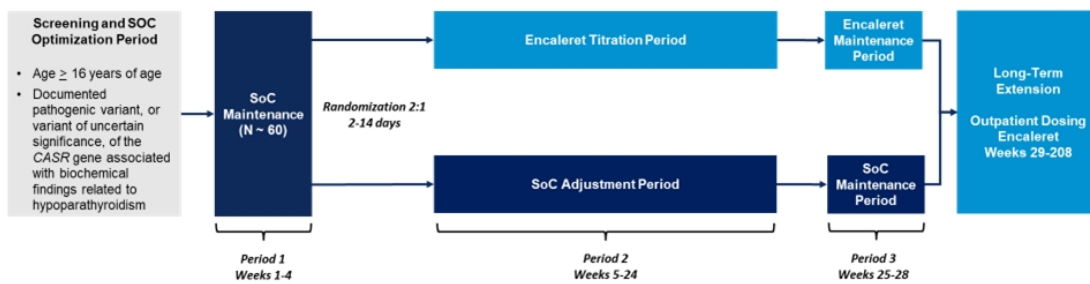 Screening and SOC
Optimization Period
• Age ≥ 16 years of age
• Documented
pathogenic variant, or
variant of uncertain
significance, of the
CASR gene associated
with biochemical
findings related to
hypoparathyroidism
SoC
Maintenance
(N ~ 60)
Randomization 2:1
2-14 days
Encaleret Titration Period
Encaleret
Maintenance
Period
SoC Adjustment Period
SoC
Maintenance
Period
Long-Term
Extension
Outpatient Dosing
Encaleret
Weeks 29-208
Period 1
Weeks 1-4
Period 2
Weeks 5-24
Period 3
Weeks 25-28